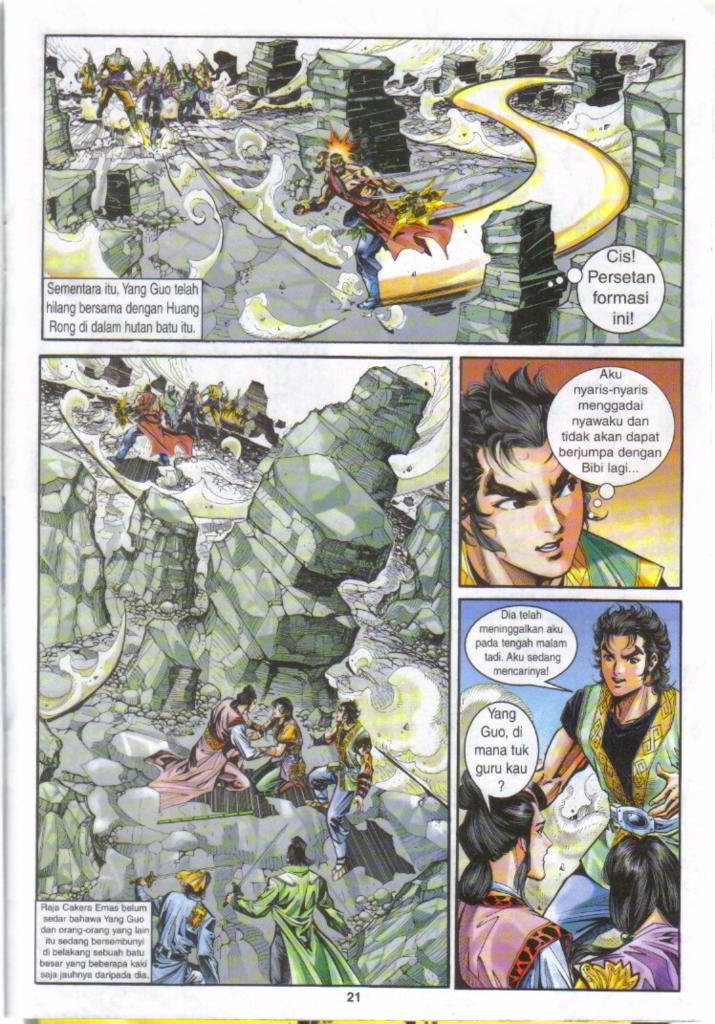 Sementara itu, Yang Guo telah
hilang bersama dengan Huang
Rong di dalam hutan batu itu.
Cis!
Persetan
formasi
ini!
Raja Cakera Emas belum
sedar bahawa Yang Guo
dan orang-orang yang lain
itu sedang bersembunyi
di belakang sebuah batu
besar yang beberapa kaki
saja jauhnya daripada dia.
Aku
nyaris-nyaris
menggadai
nyawaku dan
tidak akan dapat
berjumpa dengan
Bibi lagi...
Dia telah
meninggalkan aku
pada tengah malam
tadi. Aku sedang
mencarinya!
Yang
Guo, di
mana tuk
guru kau
?
21